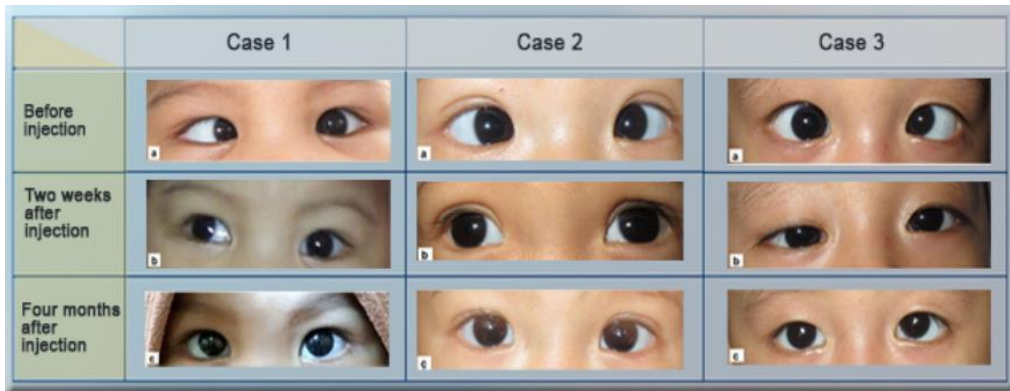 Case 1
Case 2
Case 3
Before
injection
a
a
a
Two weeks
after
injection
b
b
b
Four months
after
injection
c
c
c